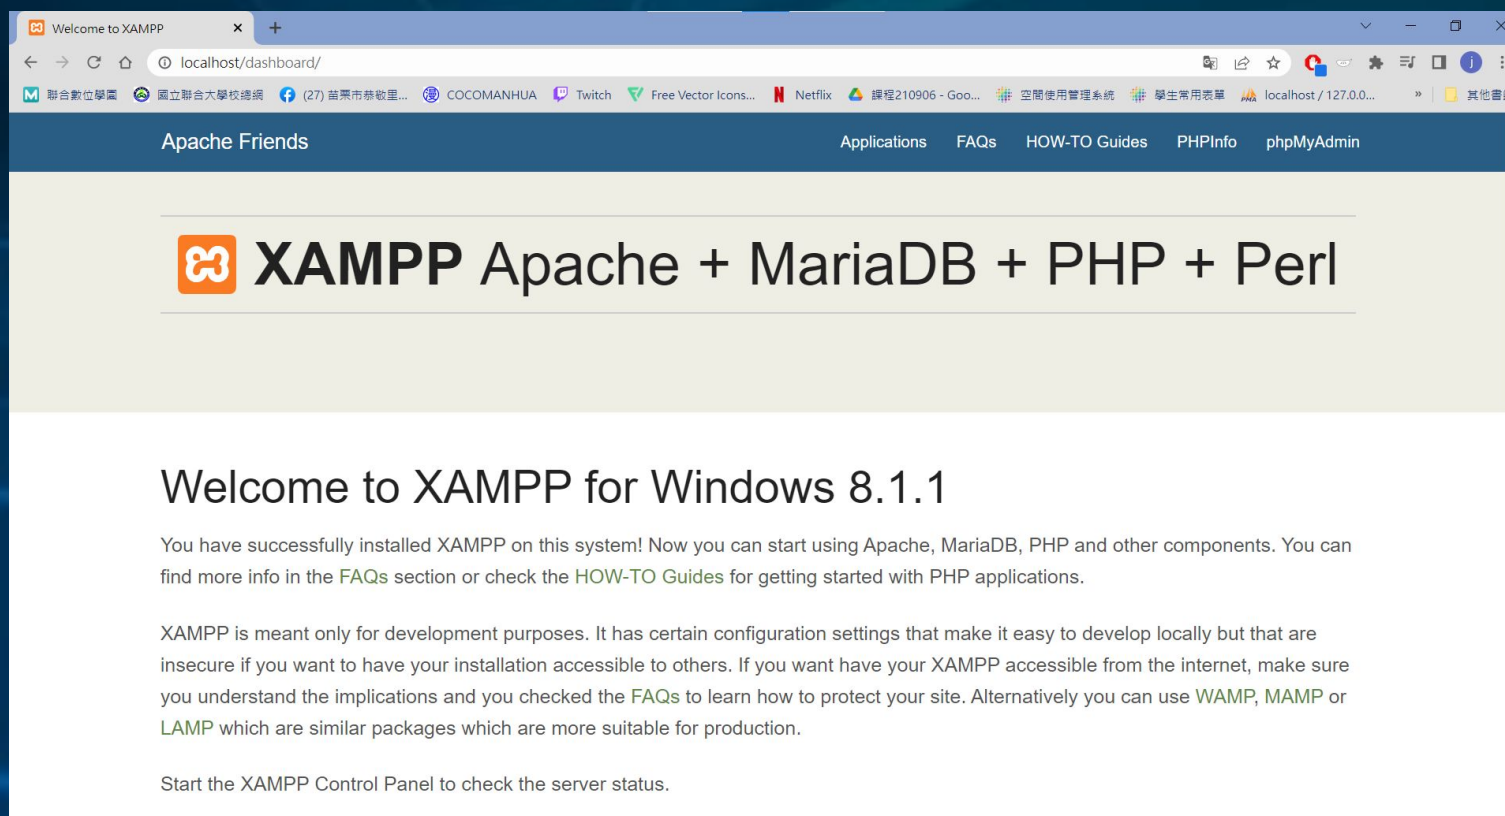 Welcome to XAMPP
localhost/dashboard/
聯合數位學園 國立聯合大學校總網 (27) 苗栗市恭敬里... COCOMANHUA Twitch Free Vector Icons... Netflix 課程210906 - Goo... 空間使用管理系統 學生常用表單 localhost / 127.0.0... » 其他書
Apache Friends Applications FAQs HOW-TO Guides PHPInfo phpMyAdmin
XAMPP Apache + MariaDB + PHP + Perl
Welcome to XAMPP for Windows 8.1.1
You have successfully installed XAMPP on this system! Now you can start using Apache, MariaDB, PHP and other components. You can
find more info in the FAQs section or check the HOW-TO Guides for getting started with PHP applications.
XAMPP is meant only for development purposes. It has certain configuration settings that make it easy to develop locally but that are
insecure if you want to have your installation accessible to others. If you want have your XAMPP accessible from the internet, make sure
you understand the implications and you checked the FAQs to learn how to protect your site. Alternatively you can use WAMP, MAMP or
LAMP which are similar packages which are more suitable for production.
Start the XAMPP Control Panel to check the server status.